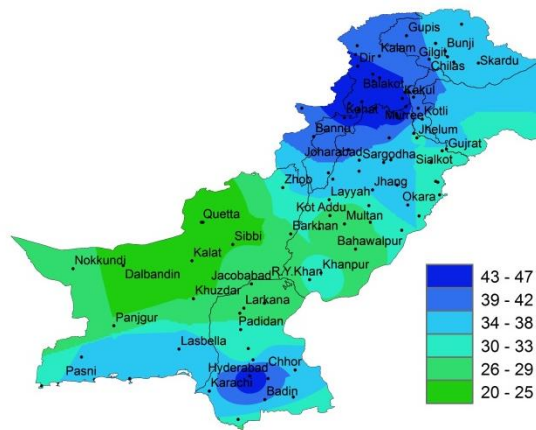 Gupis
Kalam
Bunji
Dir
Gilgit
Chilas
Skardu
Balakot
Kakul
Kohat
Murree
Kotli
Bannu
Jhelum
Joharabad
Gujrat
Sargodha
Sialkot
Zhob
Jhang
Layyah
Okara
Kot Addu
Quetta
Multan
Barkhan
Sibbi
Bahawalpur
Nokkundi
Kalat
Dalbandin
R.Y.Khan
Khanpur
Jacobabad
Khuzdar
Larkana
Panjgur
Padidan
Lasbella
Pasni
Chhor
Hyderabad
Karachi
Badin
43 - 47
39 - 42
34 - 38
30 - 33
26 - 29
20 - 25